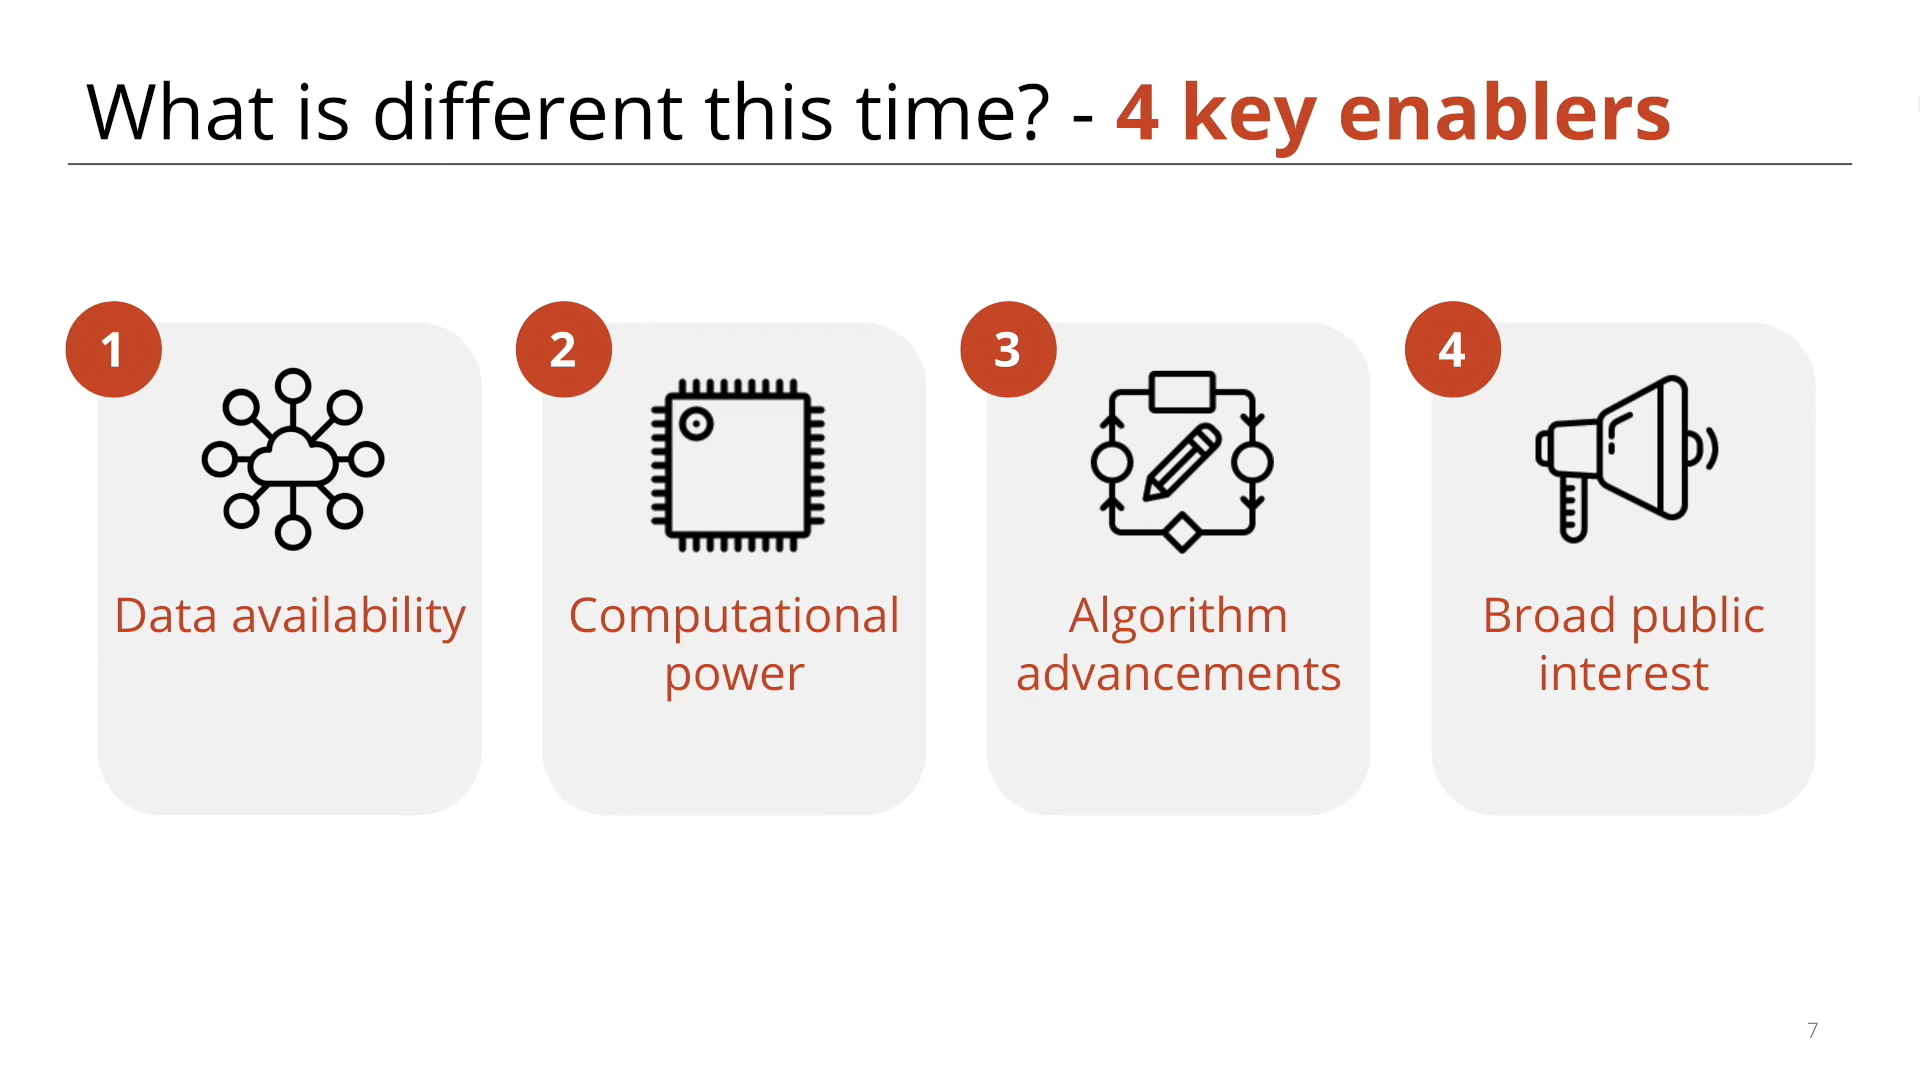 What is different this time? - 4 key enablers
1
Data availability
2
Computational
power
3
Algorithm
advancements
4
Broad public
interest
7